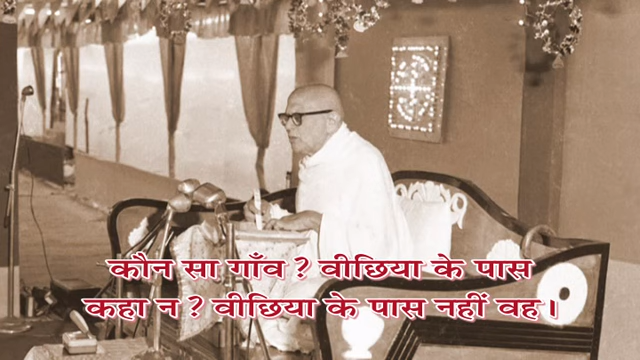 कौन सा गाँव ? वीछिया के पास
कहा न ? वीछिया के पास नहीं वह।